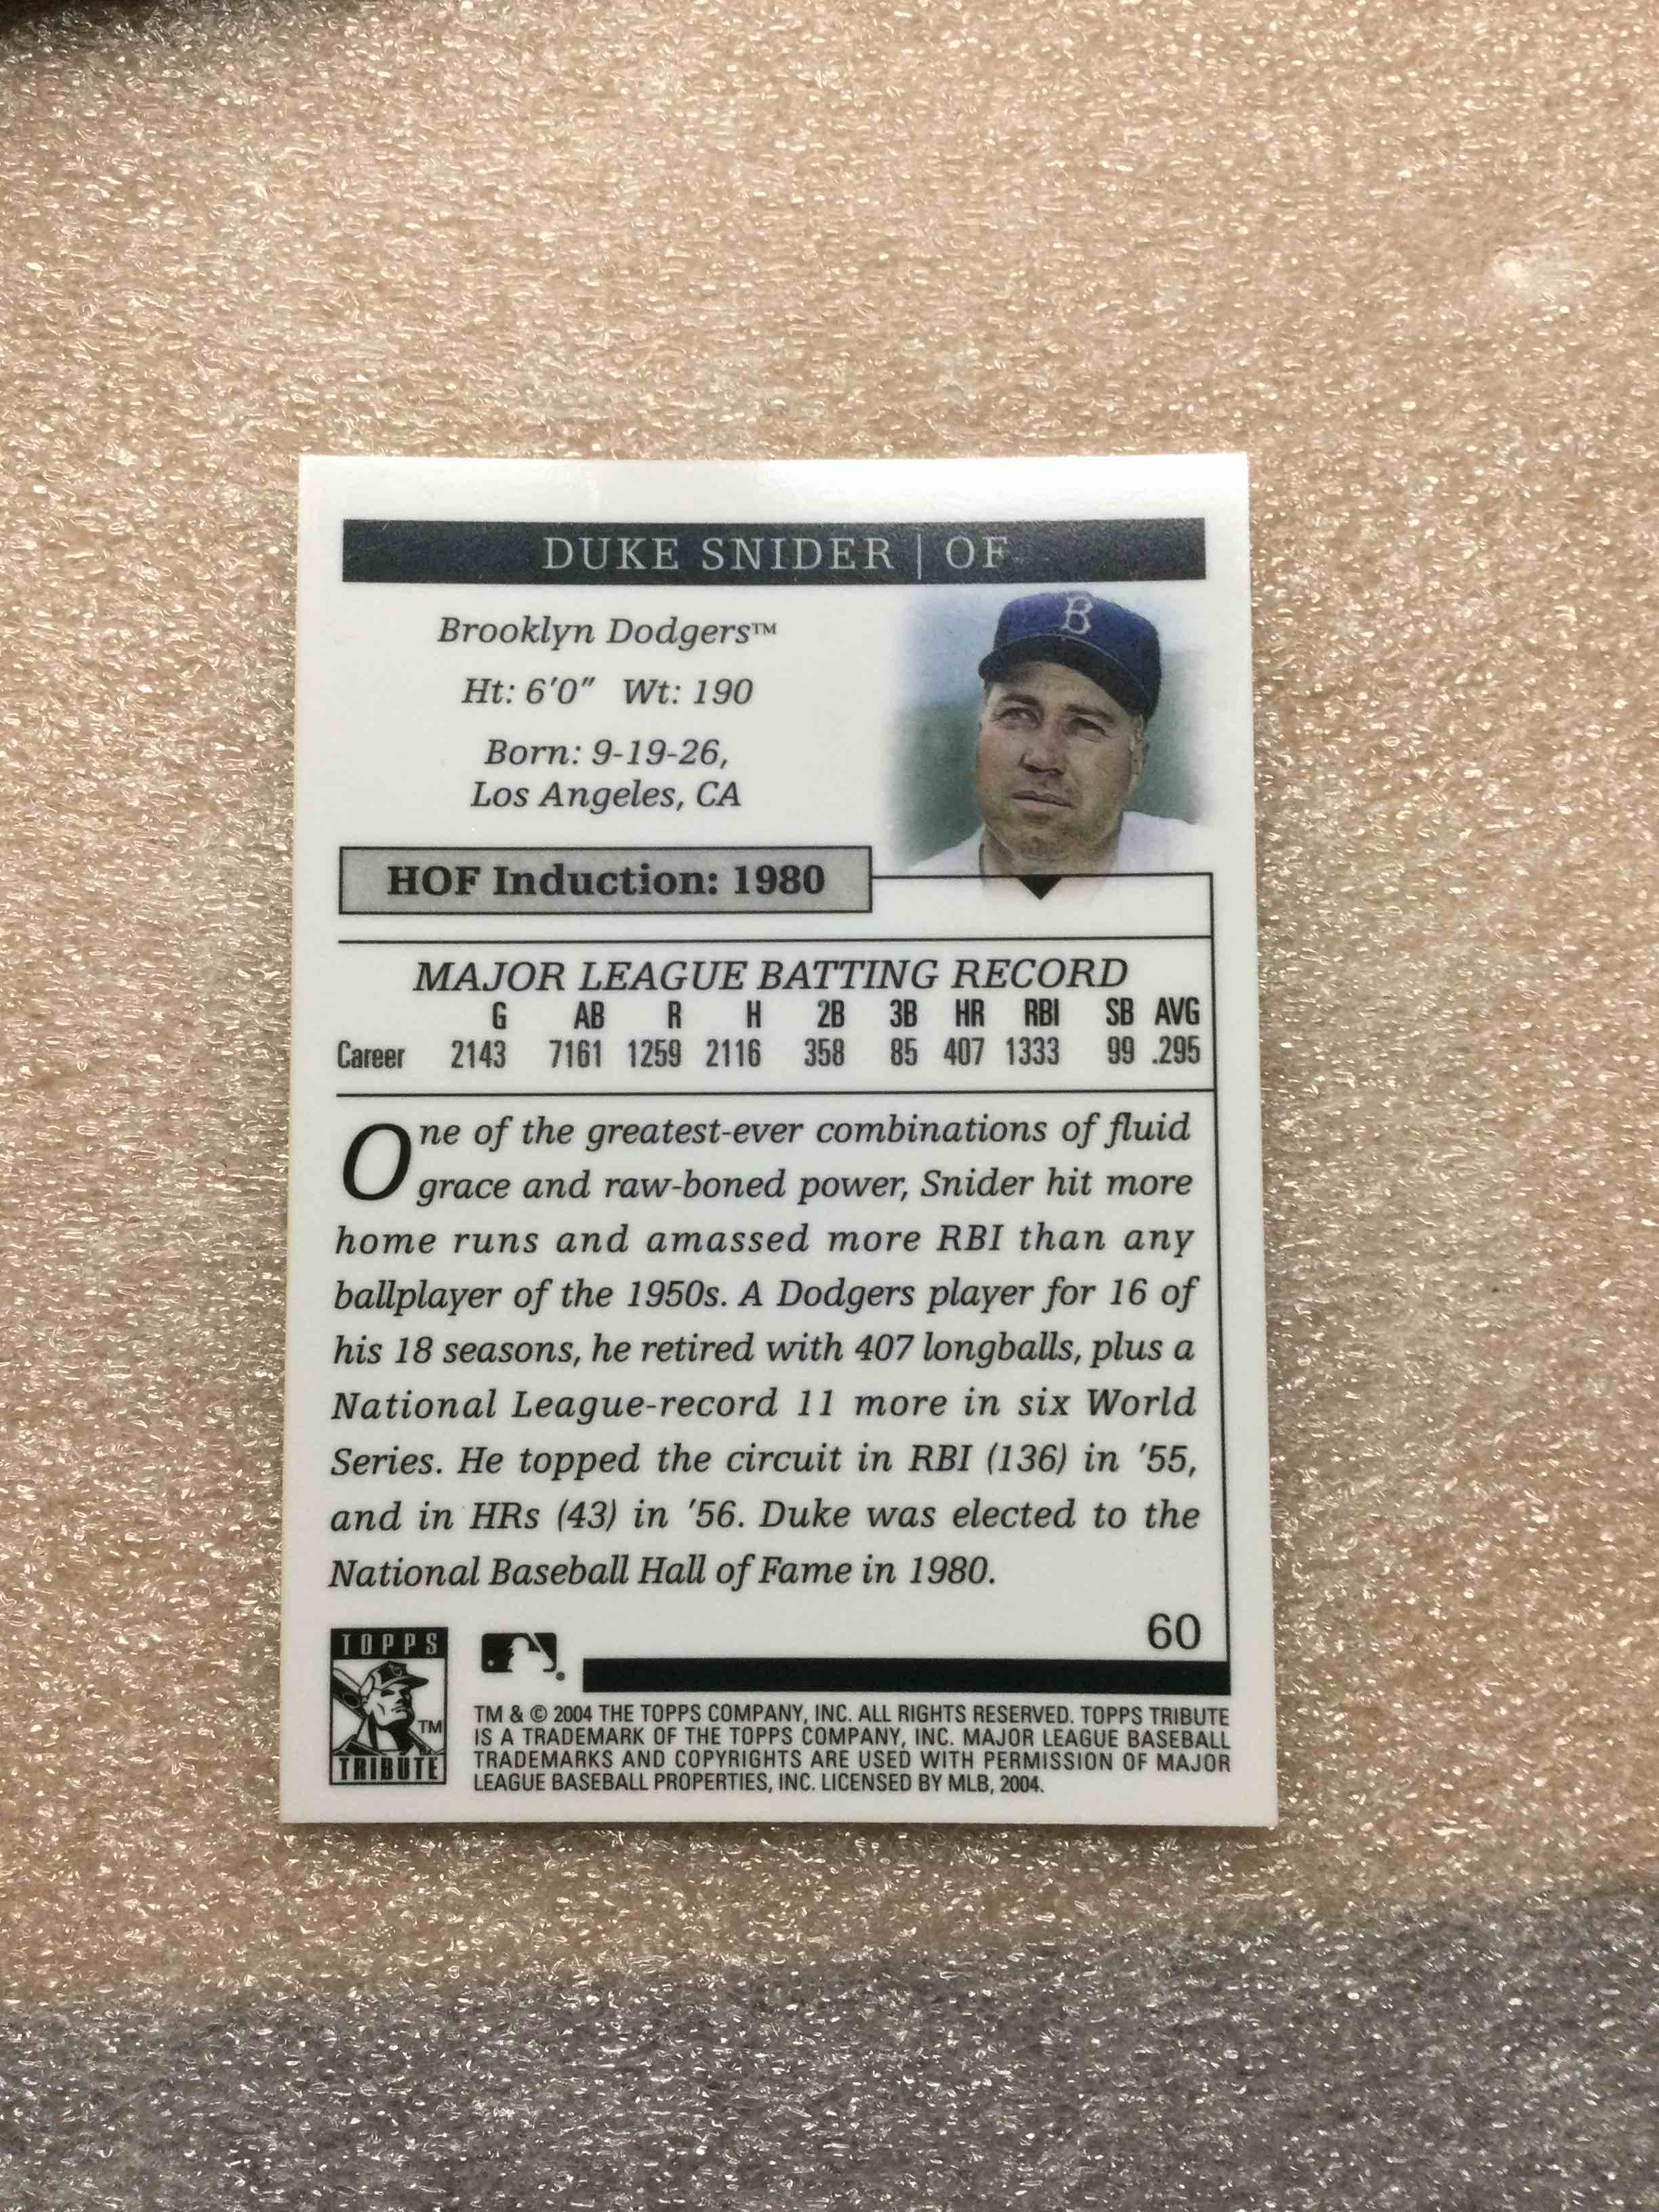 DUKE SNIDER | OF
Brooklyn Dodgers™
Ht: 6'0" Wt: 190
Born: 9-19-26,
Los Angeles, CA
B
HOF Induction: 1980
MAJOR LEAGUE BATTING RECORD
G AB R H 2B 3B HR RBI SB AVG
Career 2143 7161 1259 2116 358 85 407 1333 99 .295
One of the greatest-ever combinations of fluid
grace and raw-boned power, Snider hit more
home runs and amassed more RBI than any
ballplayer of the 1950s. A Dodgers player for 16 of
his 18 seasons, he retired with 407 longballs, plus a
National League-record 11 more in six World
Series. He topped the circuit in RBI (136) in '55,
and in HRs (43) in '56. Duke was elected to the
National Baseball Hall of Fame in 1980.
60
TOPPS
TM
TRIBUTE
TM & © 2004 THE TOPPS COMPANY, INC. ALL RIGHTS RESERVED. TOPPS TRIBUTE
IS A TRADEMARK OF THE TOPPS COMPANY, INC. MAJOR LEAGUE BASEBALL
TRADEMARKS AND COPYRIGHTS ARE USED WITH PERMISSION OF MAJOR
LEAGUE BASEBALL PROPERTIES, INC. LICENSED BY MLB, 2004.